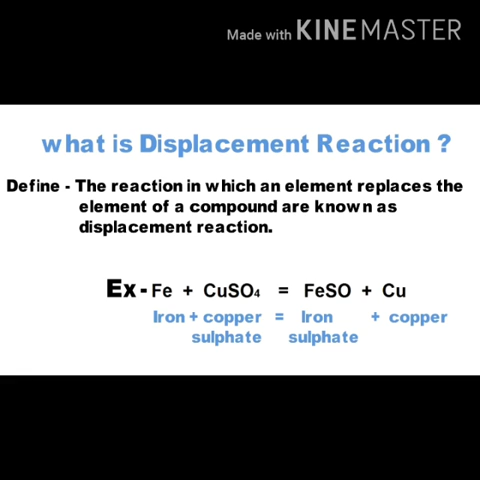 Made with KINEMASTER
what is Displacement Reaction ?
Define - The reaction in which an element replaces the
element of a compound are known as
displacement reaction.
Ex - Fe + CuSO₄ = FeSO + Cu
Iron + copper = Iron + copper
sulphate sulphate